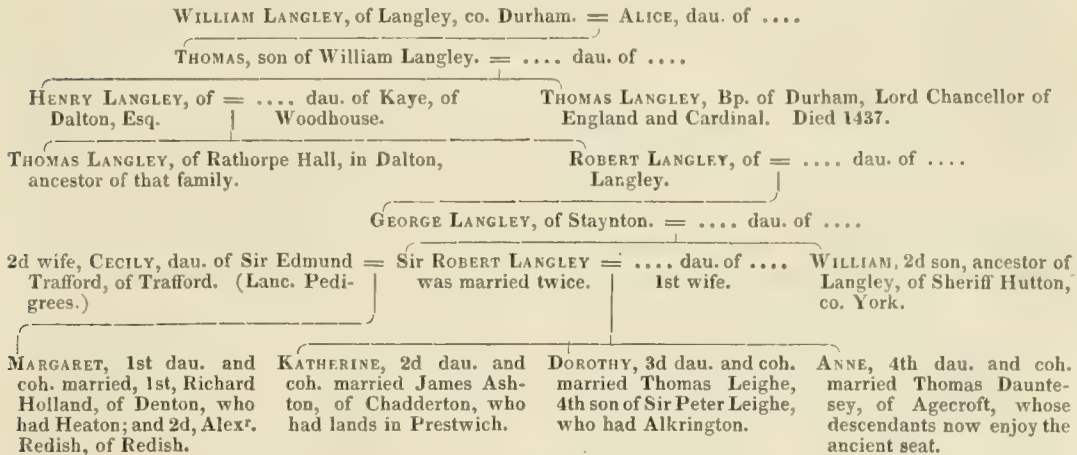 WILLIAM LANGLEY, of Langley, co. Durham. = ALICE, dau. of ....
THOMAS, son of William Langley. = .... dau. of ....
HENRY LANGLEY, of = .... dau. of Kaye, of
Dalton, Esq. Woodhouse.
THOMAS LANGLEY, Bp. of Durham, Lord Chancellor of
England and Cardinal. Died 1437.
THOMAS LANGLEY, of Rathorpe Hall, in Dalton,
ancestor of that family.
ROBERT LANGLEY, of = .... dau. of ....
Langley.
GEORGE LANGLEY, of Staynton. = .... dau. of ....
2d wife, CECILY, dau. of Sir Edmund
Trafford, of Trafford. (Lanc. Pedi-
grees.)
= Sir ROBERT LANGLEY = .... dau. of ....
was married twice. 1st wife.
WILLIAM, 2d son, ancestor of
Langley, of Sheriff Hutton,
co. York.
MARGARET, 1st dau. and
coh. married, 1st, Richard
Holland, of Denton, who
had Heaton; and 2d, Alexr.
Redish, of Redish.
KATHERINE, 2d dau. and
coh. married James Ash-
ton, of Chadderton, who
had lands in Prestwich.
DOROTHY, 3d dau. and coh.
married Thomas Leighe,
4th son of Sir Peter Leighe,
who had Alkrington.
ANNE, 4th dau. and coh.
married Thomas Daunte-
sey, of Agecroft, whose
descendants now enjoy the
ancient seat.